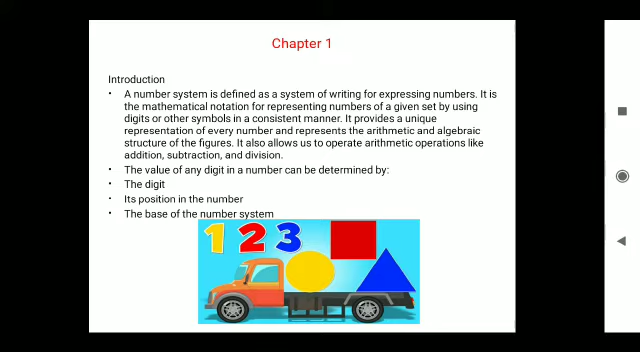 Chapter 1
Introduction
• A number system is defined as a system of writing for expressing numbers. It is
the mathematical notation for representing numbers of a given set by using
digits or other symbols in a consistent manner. It provides a unique
representation of every number and represents the arithmetic and algebraic
structure of the figures. It also allows us to operate arithmetic operations like
addition, subtraction, and division.
• The value of any digit in a number can be determined by:
• The digit
• Its position in the number
• The base of the number system
1 2 3